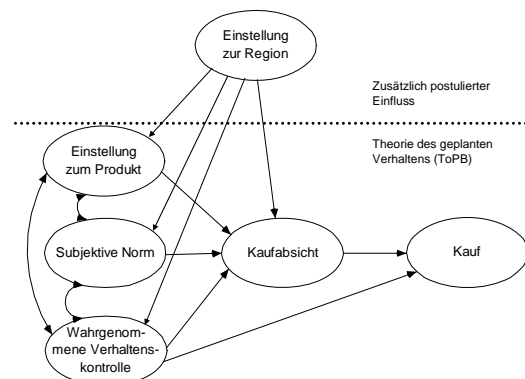 Einstellung
zur Region
Zusätzlich postulierter
Einfluss
Theorie des geplanten
Verhaltens (ToPB)
Einstellung
zum Produkt
Subjektive Norm
Kaufabsicht
Kauf
Wahrgenom-
mene Verhaltens-
kontrolle